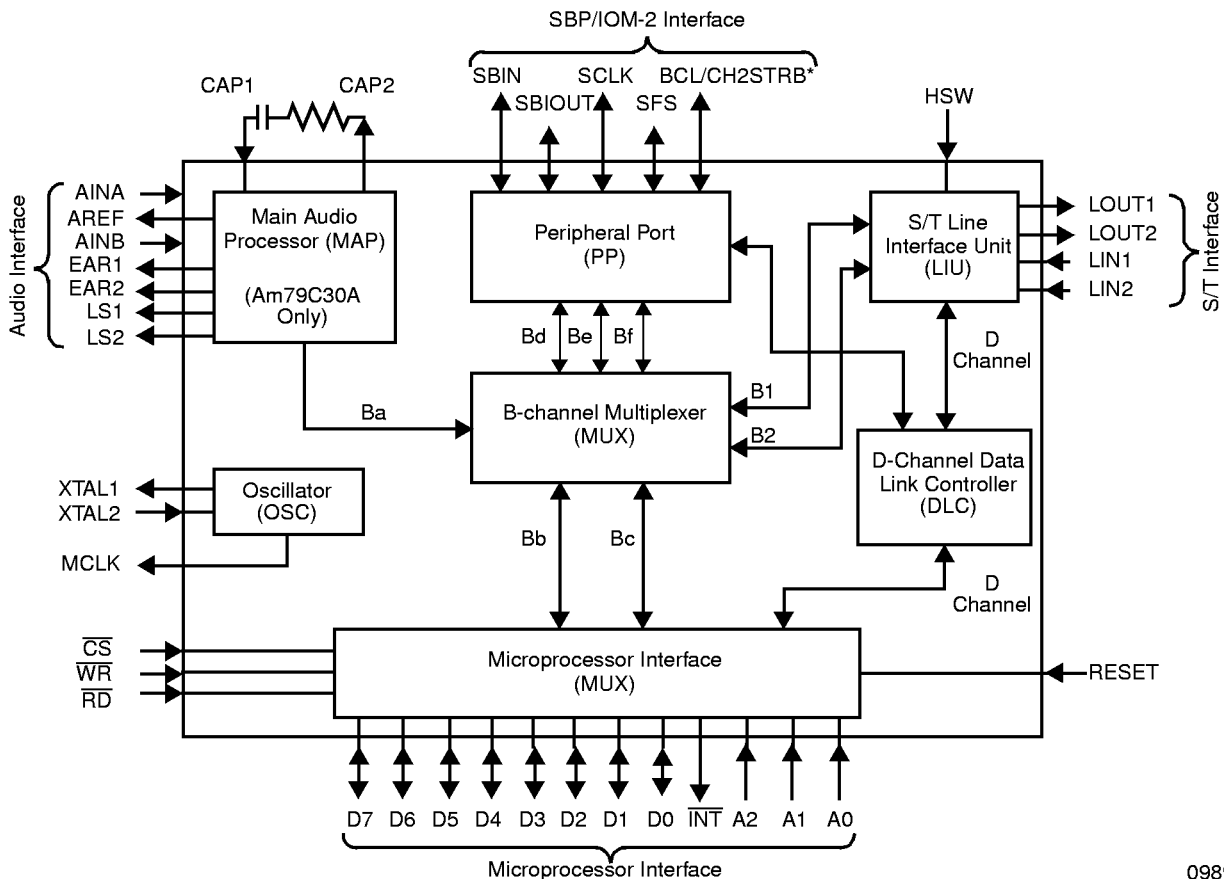 SBP/IOM-2 Interface
SBIN
SCLK
BCL/CH2STRB*
SBIOUT
SFS
CAP1
CAP2
HSW
Audio Interface
AINA
AREF
AINB
EAR1
EAR2
LS1
LS2
Main Audio
Processor (MAP)
(Am79C30A
Only)
Peripheral Port
(PP)
S/T Line
Interface Unit
(LIU)
LOUT1
LOUT2
LIN1
LIN2
S/T Interface
Bd
Be
Bf
D
Channel
Ba
B-channel Multiplexer
(MUX)
B1
B2
D-Channel Data
Link Controller
(DLC)
XTAL1
XTAL2
MCLK
Oscillator
(OSC)
Bb
Bc
D
Channel
CS
WR
RD
Microprocessor Interface
(MUX)
RESET
D7
D6
D5
D4
D3
D2
D1
D0
INT
A2
A1
A0
Microprocessor Interface